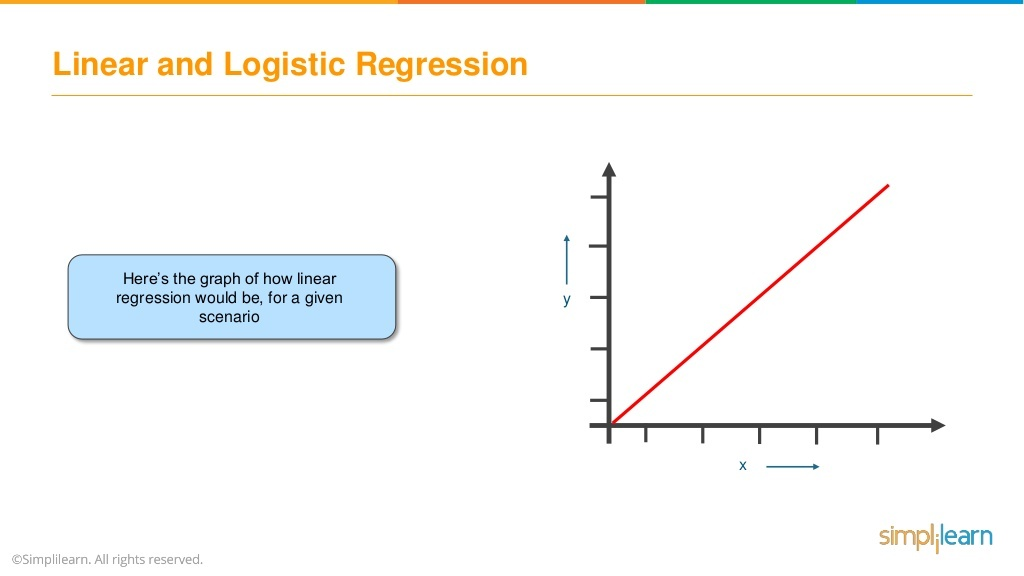 Linear and Logistic Regression
Here's the graph of how linear
regression would be, for a given
scenario
y
x
simplilearn
©Simplilearn. All rights reserved.